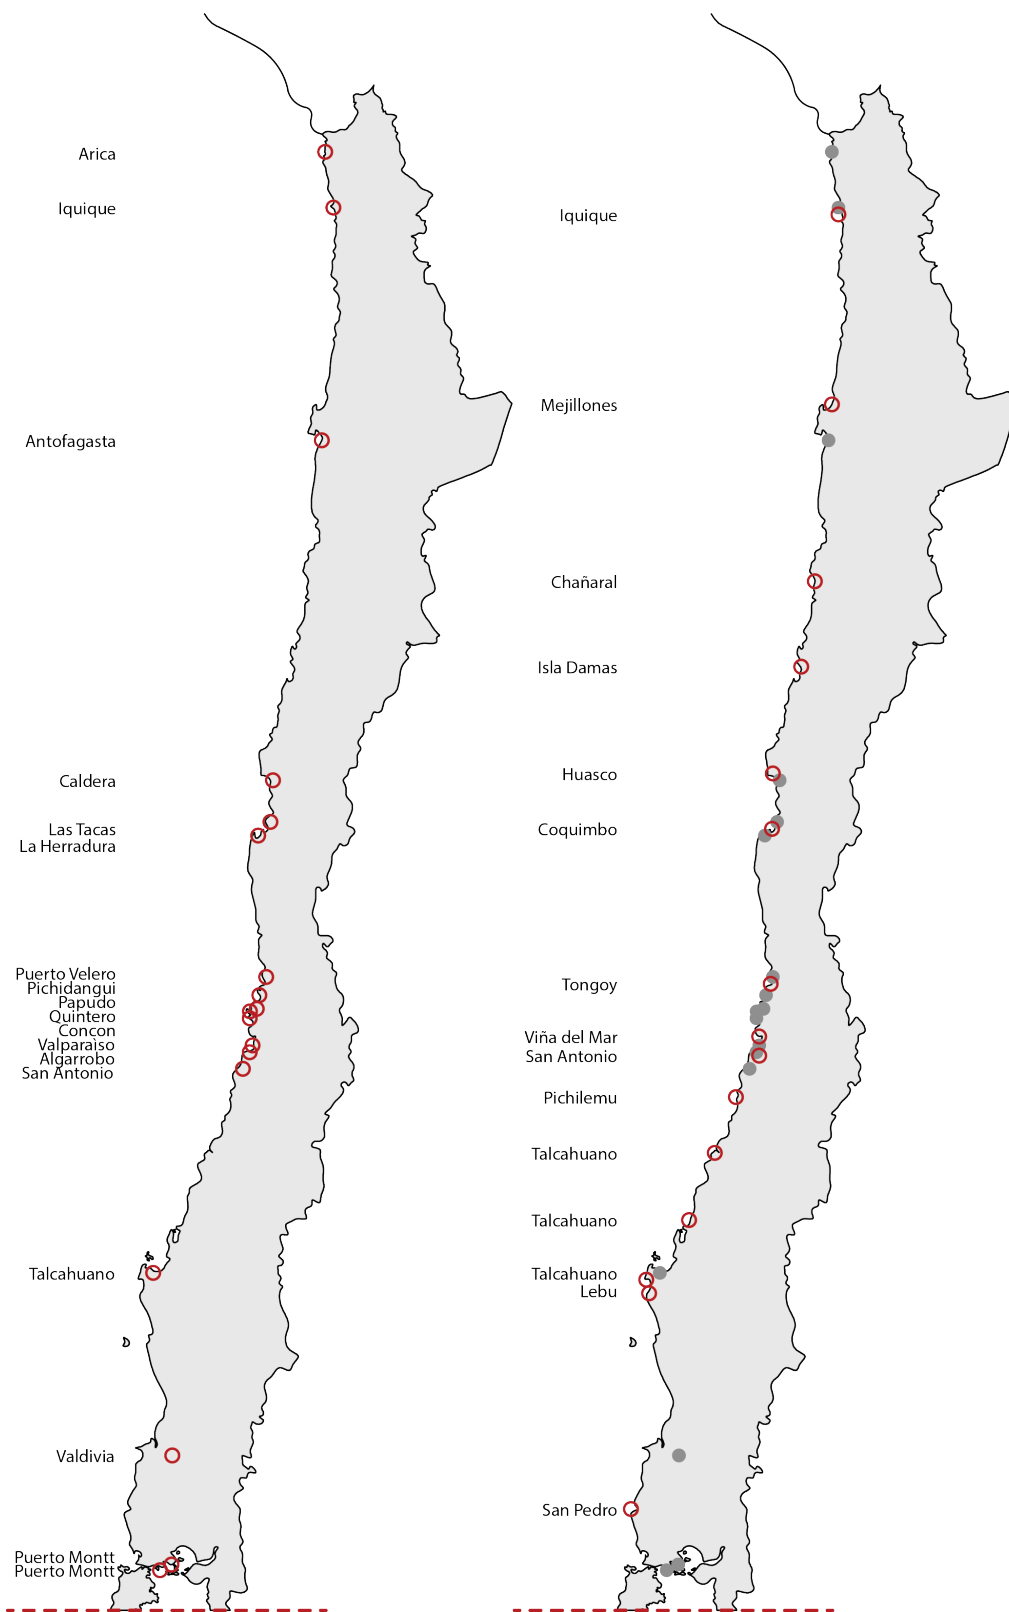 Arica
Iquique
Antofagasta
Caldera
Las Tacas
La Herradura
Puerto Velero
Pichidangui
Papudo
Quintero
Concon
Valparaiso
Algarrobo
San Antonio
Talcahuano
Valdivia
Puerto Montt
Puerto Montt
Iquique
Mejillones
Chañaral
Isla Damas
Huasco
Coquimbo
Tongoy
Viña del Mar
San Antonio
Pichilemu
Talcahuano
Talcahuano
Talcahuano
Lebu
San Pedro